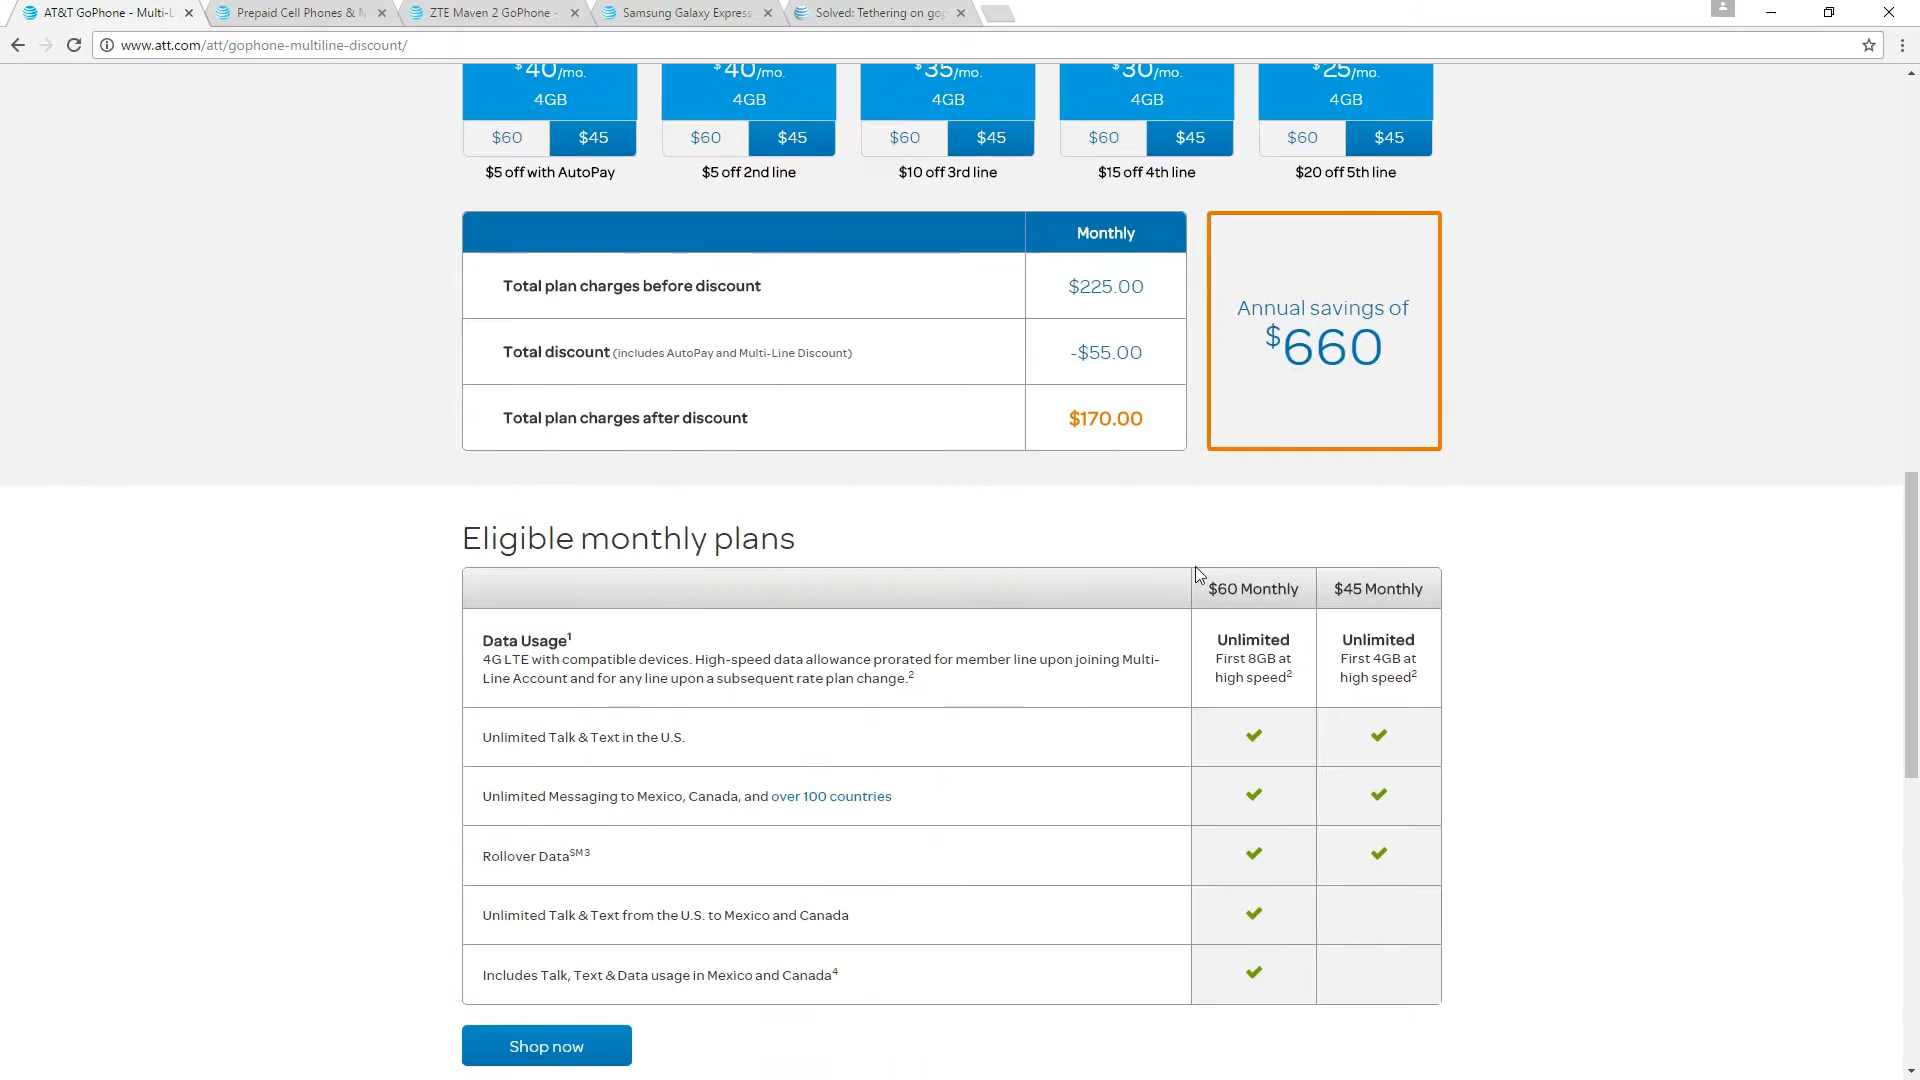 AT&T GoPhone - Multi-L
Prepaid Cell Phones & N
ZTE Maven 2 GoPhone -
Samsung Galaxy Express
Solved: Tethering on gop
www.att.com/att/gophone-multiline-discount/
$40/mo. $40/mo. $35/mo. $30/mo. $25/mo.
4GB 4GB 4GB 4GB 4GB
$60 $45 $60 $45 $60 $45 $60 $45 $60 $45
$5 off with AutoPay $5 off 2nd line $10 off 3rd line $15 off 4th line $20 off 5th line
Monthly
Total plan charges before discount $225.00
Total discount (includes AutoPay and Multi-Line Discount) -$55.00
Total plan charges after discount $170.00
Annual savings of
$660
Eligible monthly plans
$60 Monthly $45 Monthly
Data Usage1
4G LTE with compatible devices. High-speed data allowance prorated for member line upon joining Multi-
Line Account and for any line upon a subsequent rate plan change.2
Unlimited
First 8GB at
high speed2
Unlimited
First 4GB at
high speed2
Unlimited Talk & Text in the U.S.
Unlimited Messaging to Mexico, Canada, and over 100 countries
Rollover DataSM3
Unlimited Talk & Text from the U.S. to Mexico and Canada
Includes Talk, Text & Data usage in Mexico and Canada4
Shop now